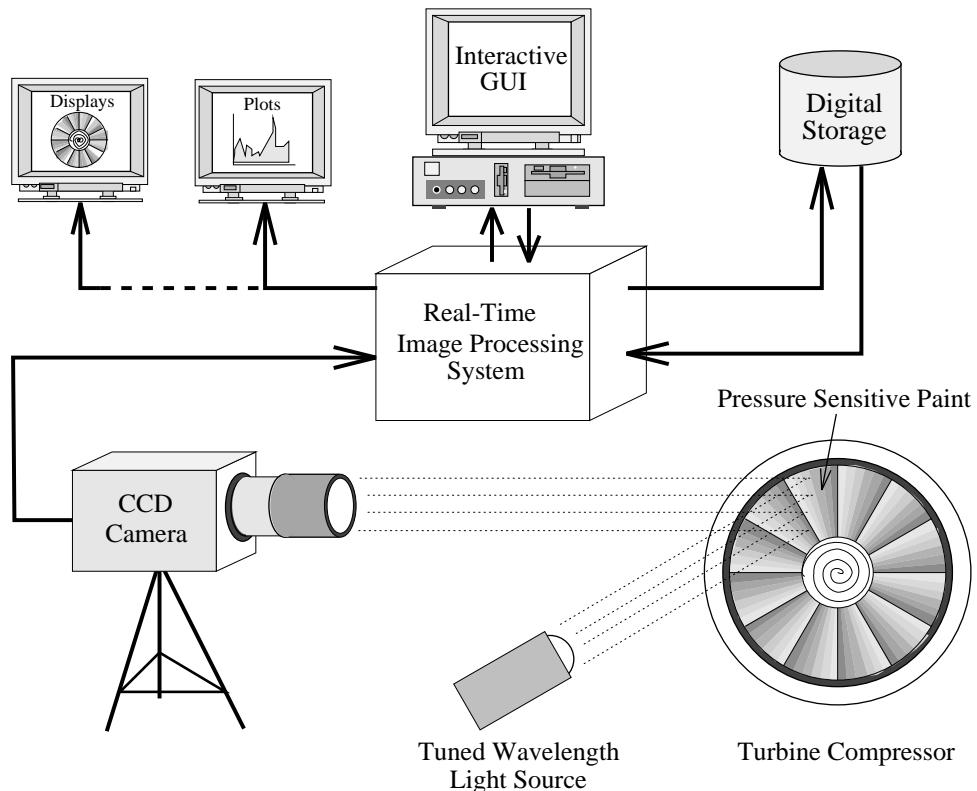 Displays
Plots
Interactive
GUI
Digital
Storage
Real-Time
Image Processing
System
Pressure Sensitive Paint
CCD
Camera
Tuned Wavelength
Light Source
Turbine Compressor